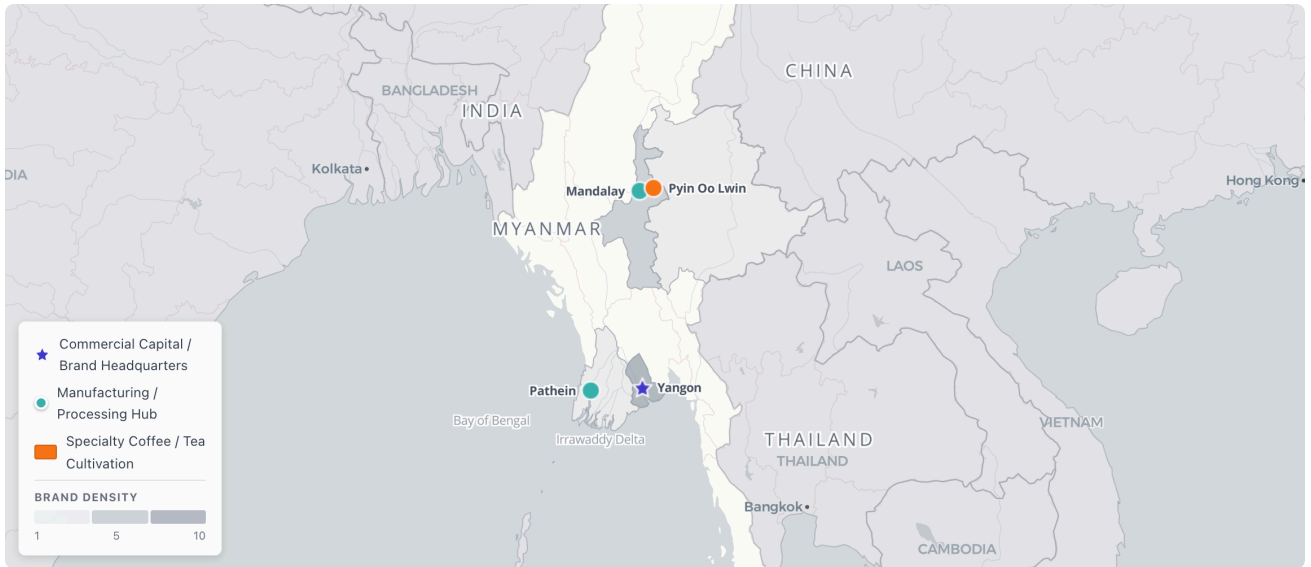 CHINA
BANGLADESH
INDIA
Kolkata
DIA
Hong Kong
Mandalay
Pyin Oo Lwin
MYANMAR
LAOS
Commercial Capital /
Brand Headquarters
Manufacturing /
Processing Hub
Specialty Coffee / Tea
Cultivation
BRAND DENSITY
1 5 10
Pathein
Yangon
Bay of Bengal
Irrawaddy Delta
VIETNAM
THAILAND
THAILAND
Bangkok
CAMBODIA